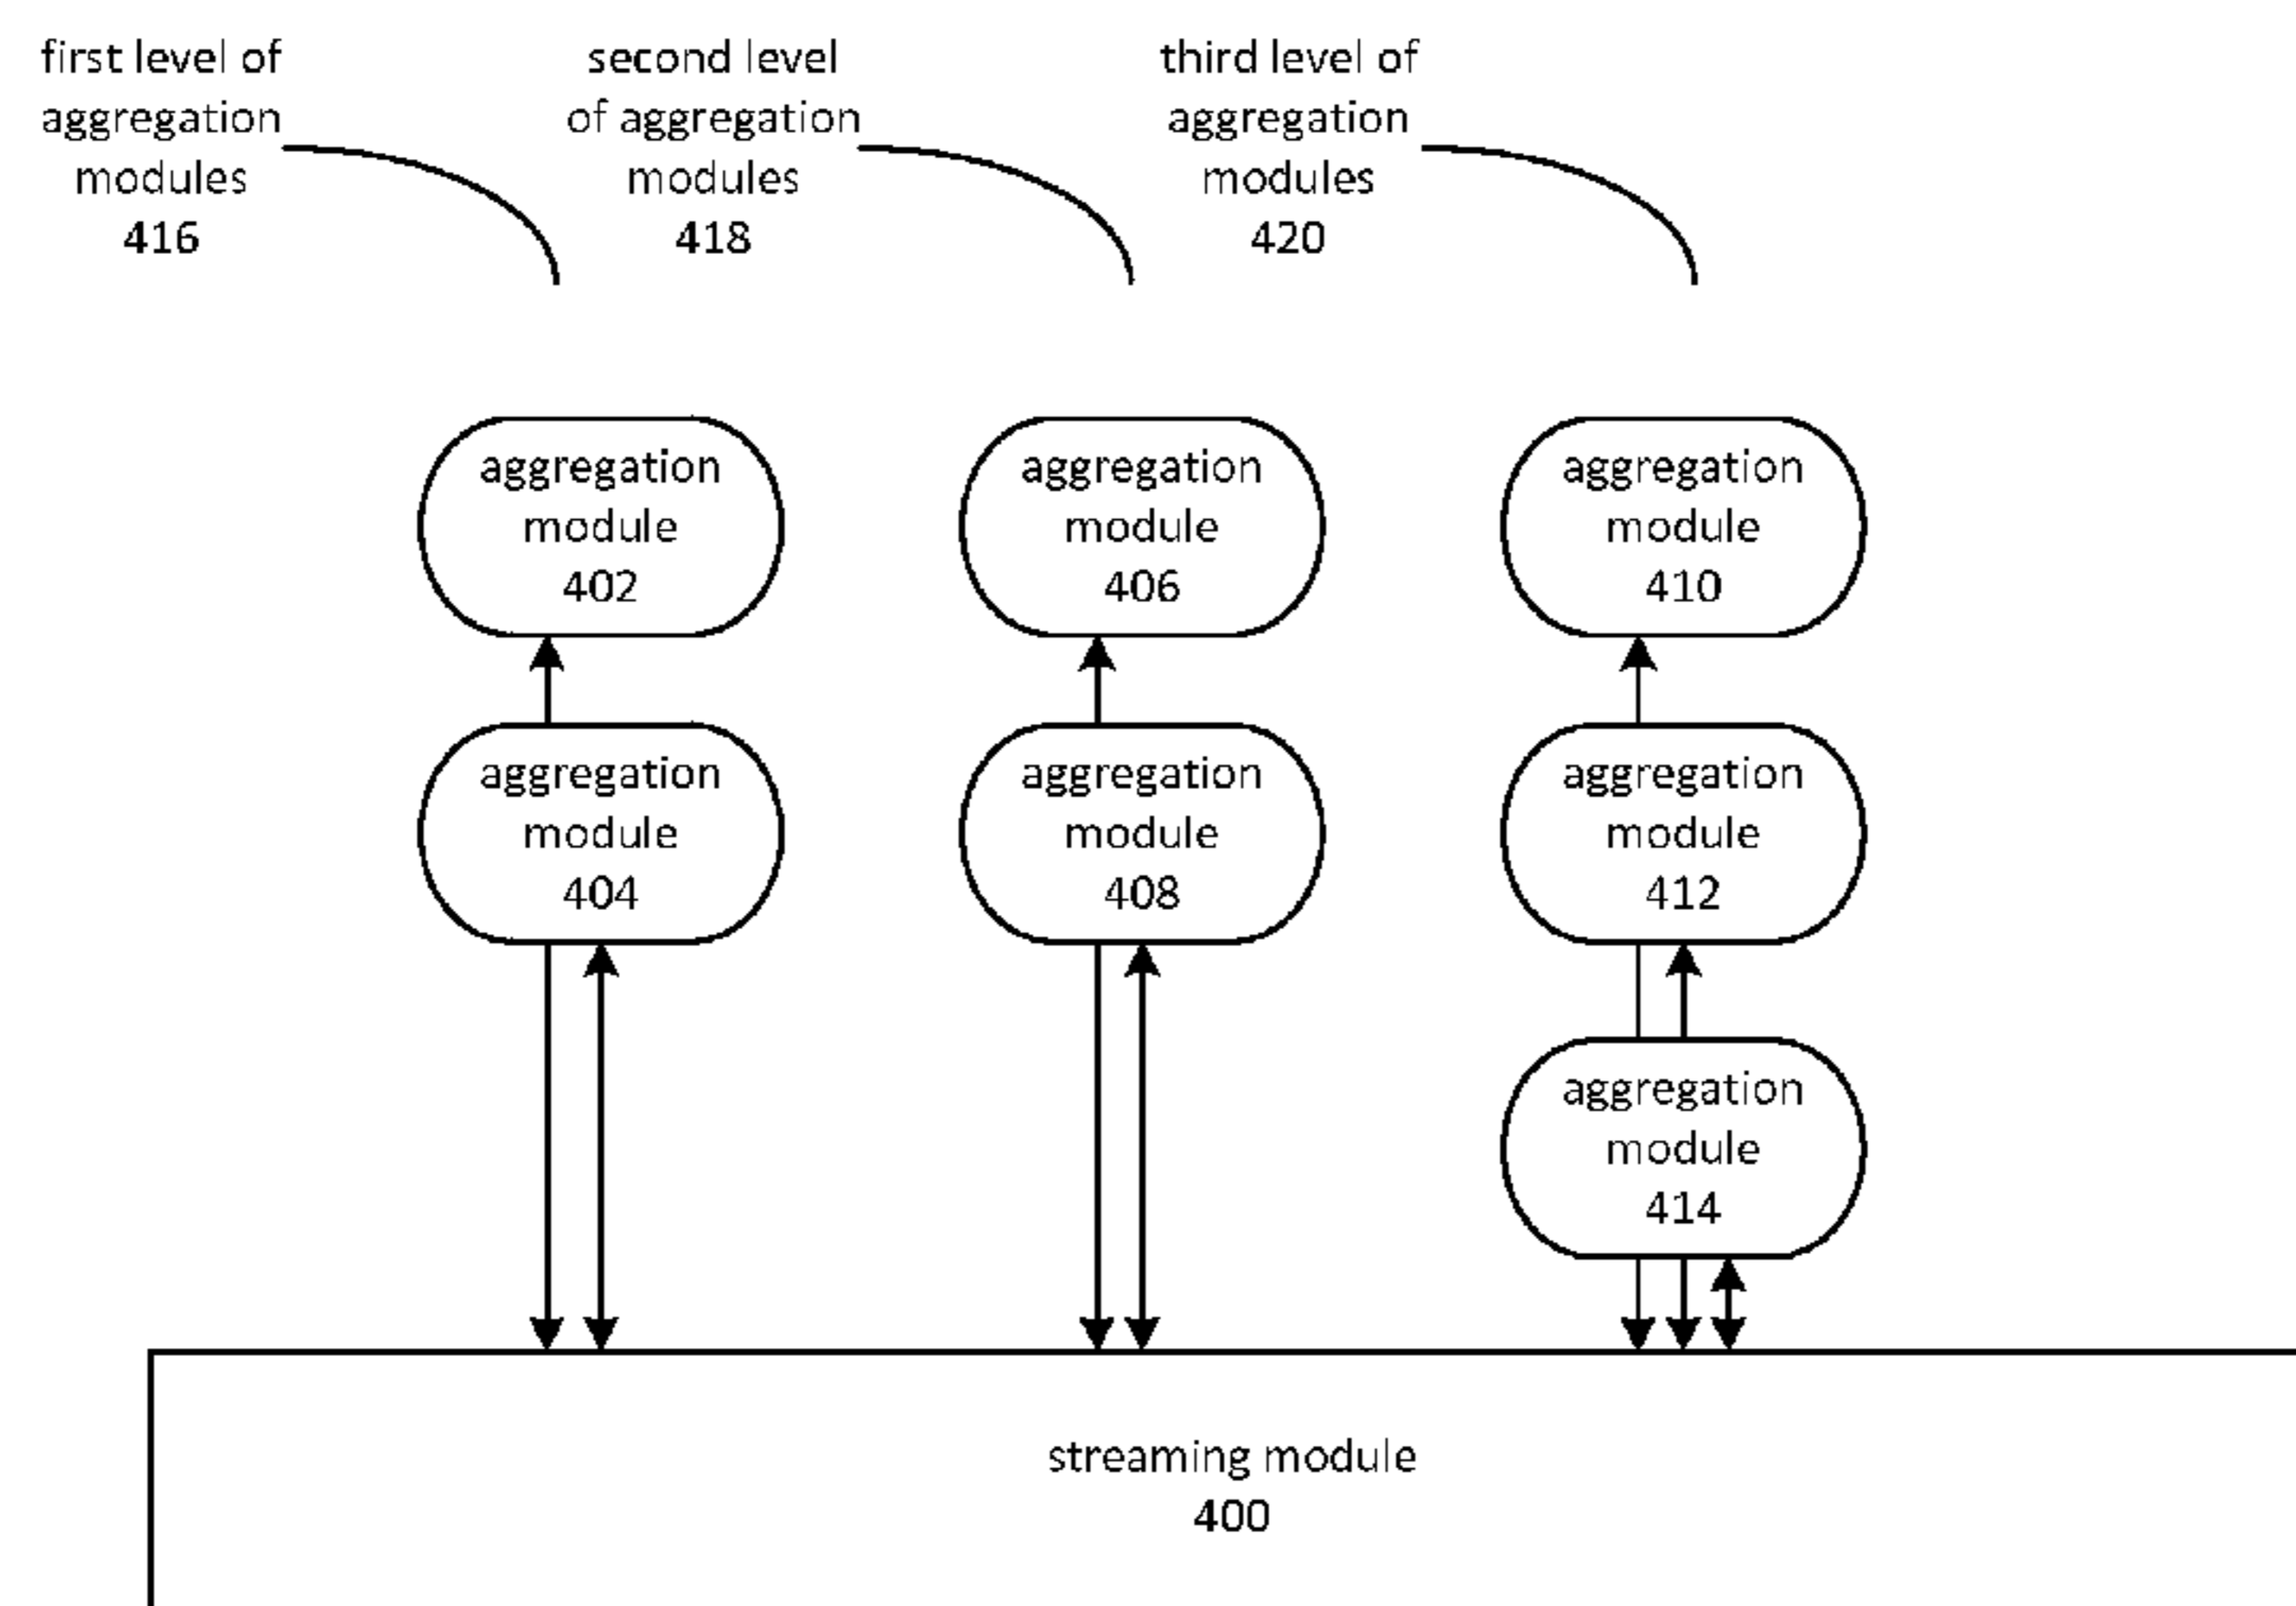 first level of
aggregation
modules
416
second level
of aggregation
modules
418
third level of
aggregation
modules
420
aggregation
module
402
aggregation
module
406
aggregation
module
410
aggregation
module
404
aggregation
module
408
aggregation
module
412
aggregation
module
414
streaming module
400